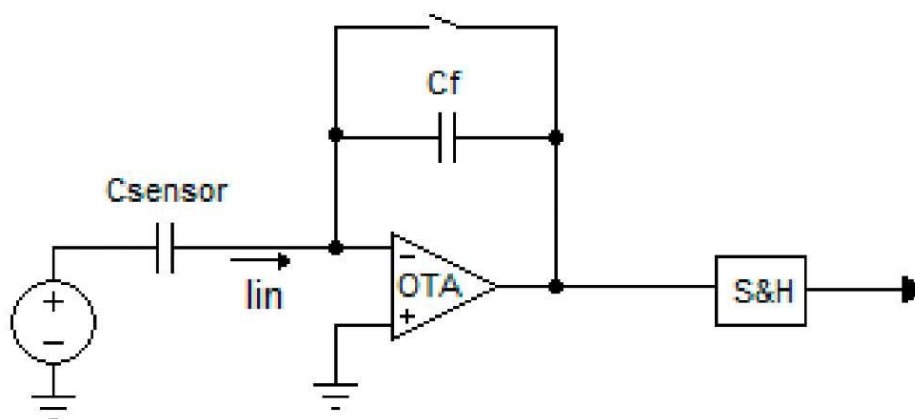 Cf
Csensor
Iin
OTA
S&H